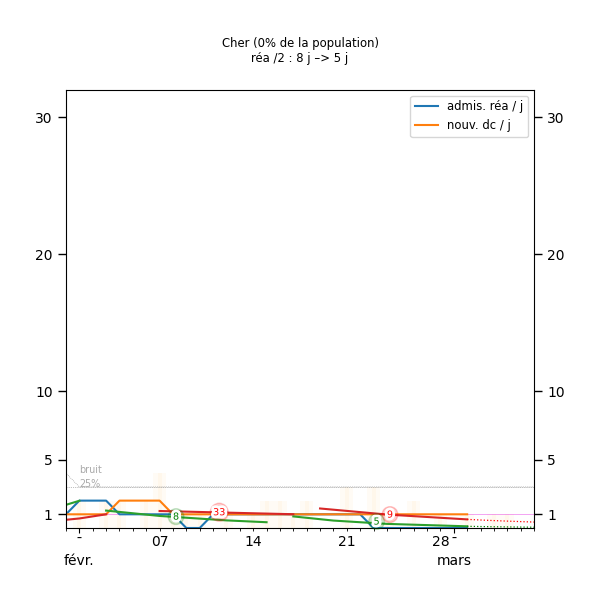 Cher (0% de la population)
réa /2 : 8 j –> 5 j
admis. réa / j
nouv. dc / j
30 30
20 20
10 10
5 5
1 1
bruit
25%
8 33 5 9
07 14 21 28
févr. mars